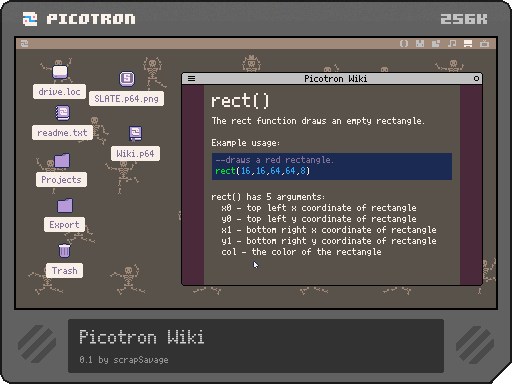 PICOTRON
256K
drive.loc
SLATE.p64.png
readme.txt
Wiki.p64
Projects
Export
Trash
Picotron Wiki
rect()
The rect function draws an empty rectangle.
Example usage:
--draws a red rectangle.
rect(16,16,64,64,8)
rect() has 5 arguments:
x0 - top left x coordinate of rectangle
y0 - top left y coordinate of rectangle
x1 - bottom right x coordinate of rectangle
y1 - bottom right y coordinate of rectangle
col - the color of the rectangle
Picotron Wiki
0.1 by scrapSavage